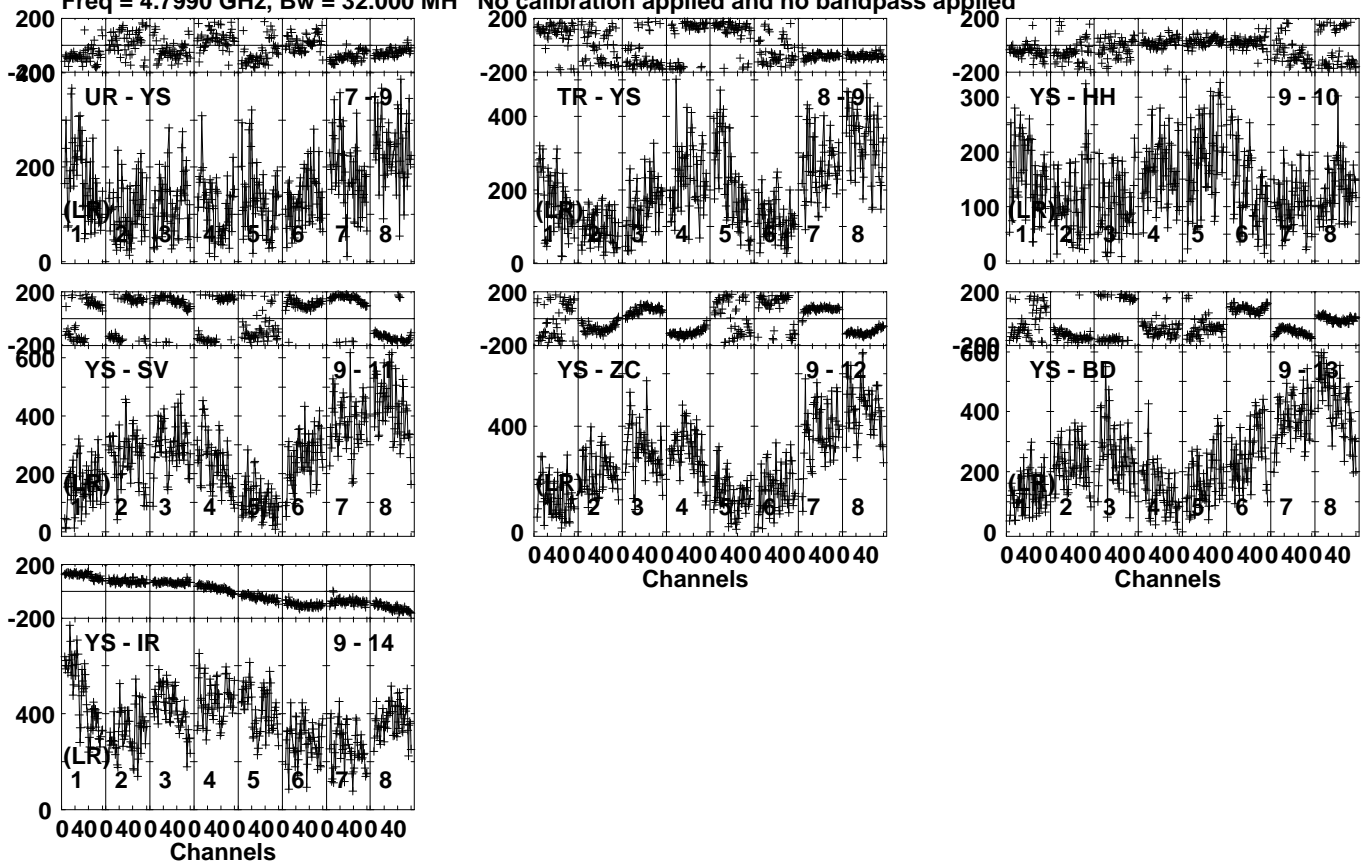 Freq = 4.7990 GHz, Bw = 32.000 MH No calibration applied and no bandpass applied
200 200 200
-200 -200 -200
UR - YS 7 - 9 TR - YS 8 - 9 YS - HH 9 - 10
400 400 300
200 200 200
100
(LR) (LR) (LR)
1 2 3 4 5 6 7 8 1 2 3 4 5 6 7 8 1 2 3 4 5 6 7 8
0 0 0
200 200 200
-200 -200 -200
600 600
YS - SV 9 - 11 YS - ZC 9 - 12 YS - BD 9 - 13
400 400 400
200 200
(LR) (LR) (LR)
1 2 3 4 5 6 7 8 1 2 3 4 5 6 7 8 1 2 3 4 5 6 7 8
0 0 0
0 40 0 40 0 40 0 40 0 40 0 40 0 40 0 40 0 40 0 40 0 40 0 40 0 40 0 40 0 40 0 40
Channels Channels
200
-200
YS - IR 9 - 14
400
(LR)
1 2 3 4 5 6 7 8
0
0 40 0 40 0 40 0 40 0 40 0 40 0 40 0 40
Channels